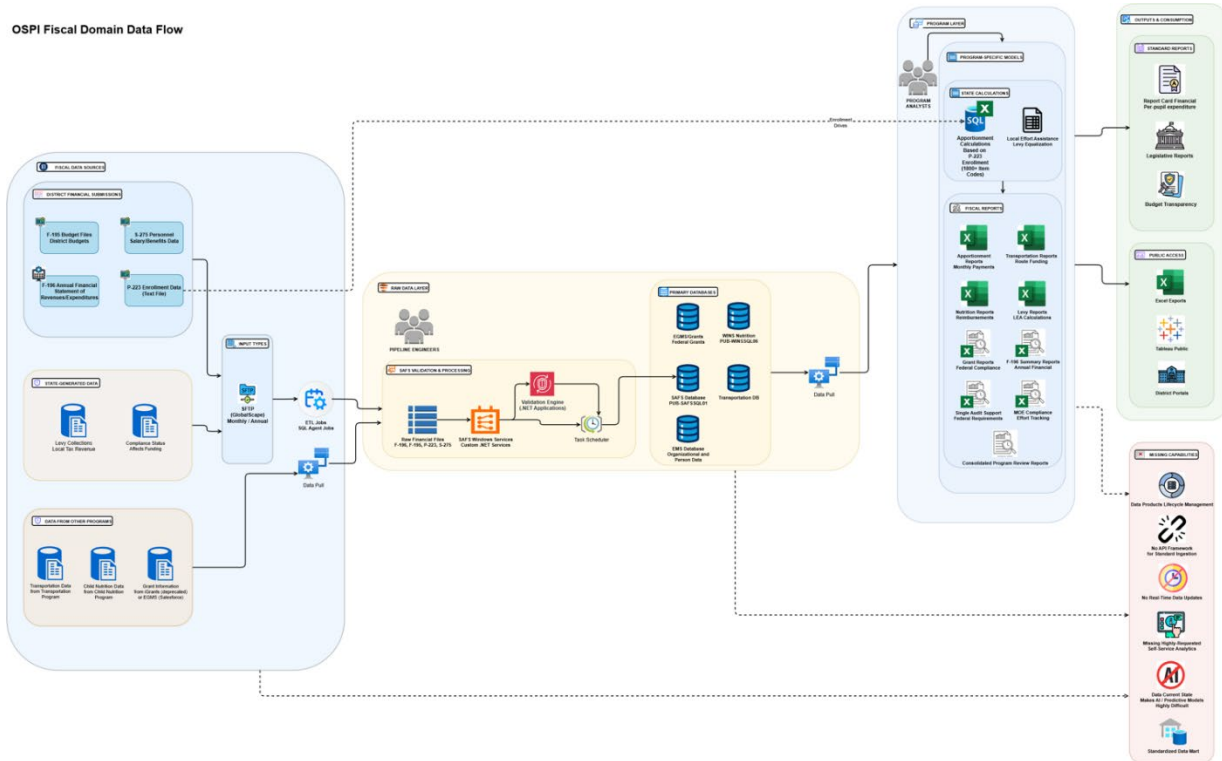 OSPI Fiscal Domain Data Flow
FISCAL DATA SOURCES
DISTRICT FINANCIAL SUBMISSIONS
F-195 Budget Files
District Budgets
S-275 Personnel
Salary/Benefits Data
F-196 Annual Financial
Statement of
Revenues/Expenditures
P-223 Enrollment Data
(Text File)
STATE GENERATED DATA
Levy Collections
Local Tax Revenue
Compliance Status
Affects Funding
DATA FROM OTHER PROGRAMS
Transportation Data
from Transportation
Program
Child Nutrition Data
from Child Nutrition
Program
Grant Information
from iGrants (deprecated)
or EGMS (Salesforce)
INPUT TYPES
SFTP
SFTP
(GlobalScape)
Monthly / Annual
ETL Jobs
SQL Agent Jobs
Data Pull
RAW DATA LAYER
PIPELINE ENGINEERS
SAFS VALIDATION & PROCESSING
Raw Financial Files
F-195, F-196, P-223, S-275
SAFS Windows Services
Custom .NET Services
Validation Engine
(.NET Applications)
Task Scheduler
PRIMARY DATABASES
EGMS/Grants
Federal Grants
WINS Nutrition
SAFS Database
PUB-SAFSSQL01
Transportation DB
EMS Database
Organizational and
Person Data
Data Pull
Enrollment
Drives
PROGRAM LAYER
PROGRAM
ANALYSTS
PROGRAM-SPECIFIC MODELS
STATE CALCULATIONS
SQL
X
Apportionment
Calculations
Based on
P-223
Enrollment
Codes)
Local Effort Assistance
Levy Equalization
FISCAL REPORTS
X
X
Apportionment
Reports
Monthly Payments
Transportation Reports
Route Funding
X
X
Nutrition Reports
Reimbursements
Levy Reports
LEA Calculations
Grant Reports
Federal Compliance
F-196 Summary Reports
Annual Financial
Single Audit Support
Federal Requirements
MOE Compliance
Effort Tracking
Consolidated Program Review Reports
OUTPUTS & CONSUMPTION
STANDARD REPORTS
Report Card Financial
Per-pupil expenditure
Legislative Reports
Budget Transparency
PUBLIC ACCESS
X
Excel Exports
Tableau Public
District Portals
MISSING CAPABILITIES
Data Products Lifecycle Management
No API Framework
for Standard Ingestion
No Real-Time Data Updates
Missing Highly-Requested
Self-Service Analytics
AI
Data Current State
Makes AI / Predictive Models
Highly Difficult
Standardized Data Mart